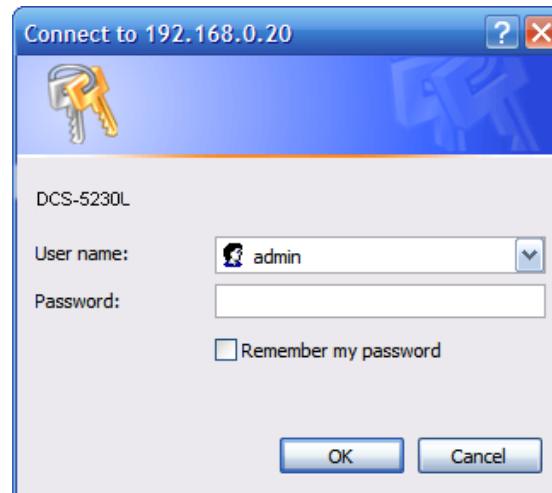 Connect to 192.168.0.20
DCS-5230L
User name: admin
Password:
Remember my password
OK Cancel